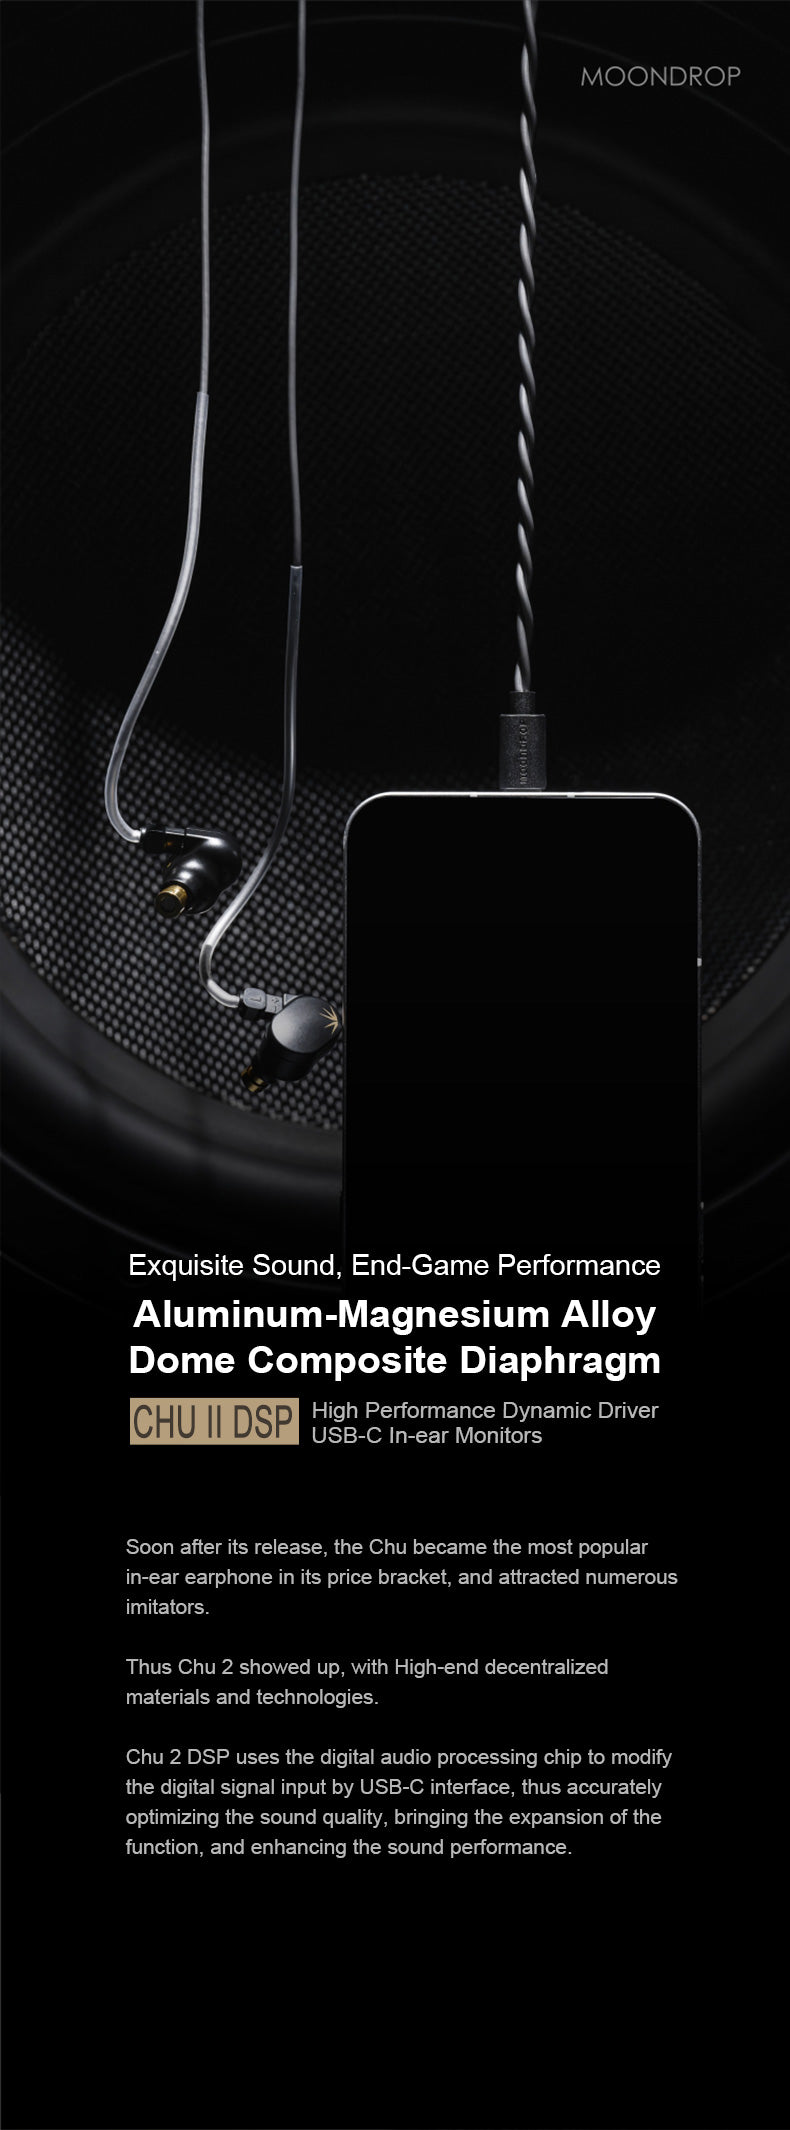 MOONDROP
moondrop
Exquisite Sound, End-Game Performance
Aluminum-Magnesium Alloy
Dome Composite Diaphragm
CHU II DSP
High Performance Dynamic Driver
USB-C In-ear Monitors
Soon after its release, the Chu became the most popular
in-ear earphone in its price bracket, and attracted numerous
imitators.
Thus Chu 2 showed up, with High-end decentralized
materials and technologies.
Chu 2 DSP uses the digital audio processing chip to modify
the digital signal input by USB-C interface, thus accurately
optimizing the sound quality, bringing the expansion of the
function, and enhancing the sound performance.